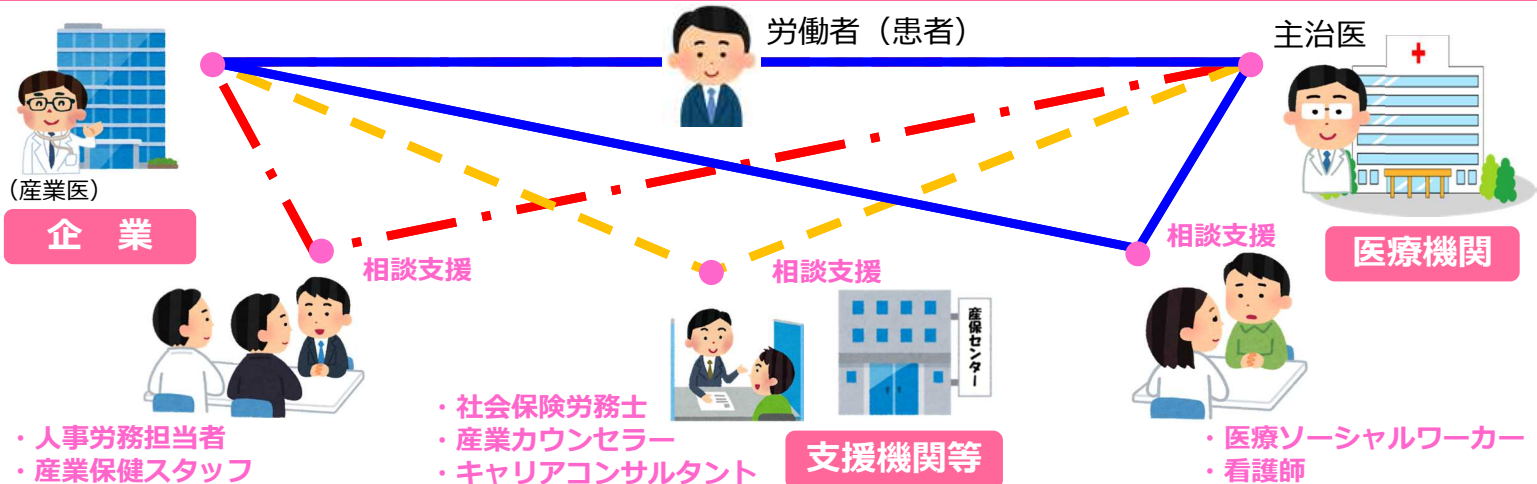 労働者（患者）
主治医
（産業医）
企　業
医療機関
相談支援
相談支援
相談支援
産保センター
・人事労務担当者
・産業保健スタッフ
・社会保険労務士
・産業カウンセラー
・キャリアコンサルタント
支援機関等
・医療ソーシャルワーカー
・看護師